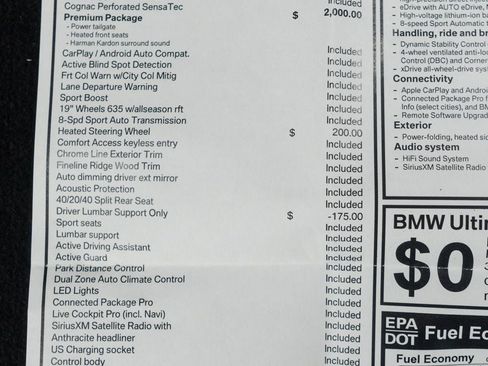 Included
Cognac Perforated SensaTec
Premium Package $ 2,000.00
- Power tailgate
- Heated front seats
- Harman Kardon surround sound
CarPlay / Android Auto Compat. Included
Active Blind Spot Detection Included
Frt Col Warn w/City Col Mitig Included
Lane Departure Warning Included
Sport Boost Included
19" Wheels 635 w/allseason rft Included
8-Spd Sport Auto Transmission Included
Heated Steering Wheel $ 200.00
Comfort Access keyless entry Included
Chrome Line Exterior Trim Included
Fineline Ridge Wood Trim Included
Auto dimming driver ext mirror Included
Acoustic Protection Included
40/20/40 Split Rear Seat Included
Driver Lumbar Support Only $ -175.00
Sport seats Included
Lumbar support Included
Active Driving Assistant Included
Active Guard Included
Park Distance Control Included
Dual Zone Auto Climate Control Included
LED Lights Included
Connected Package Pro Included
Live Cockpit Pro (incl. Navi) Included
SiriusXM Satellite Radio with Included
Anthracite headliner Included
US Charging socket Included
Control body Included
- eDrive with AUTO eDrive,
- High-voltage lithium-ion ba
- 8-speed Sport Automatic
Handling, ride and br
- Dynamic Stability Control
- 4-wheel ventilated anti-loc
Control (DBC) and Corner
- xDrive all-wheel-drive syste
Connectivity
- Apple CarPlay and Android
- Connected Package Pro f
Info (select cities), and BM
- Remote Software Upgrad
Exterior
- Power-folding, heated side
Audio system
- HiFi Sound System
- SiriusXM Satellite Radio
BMW Ultin
$0
EPA
DOT Fuel Ec
Fuel Economy